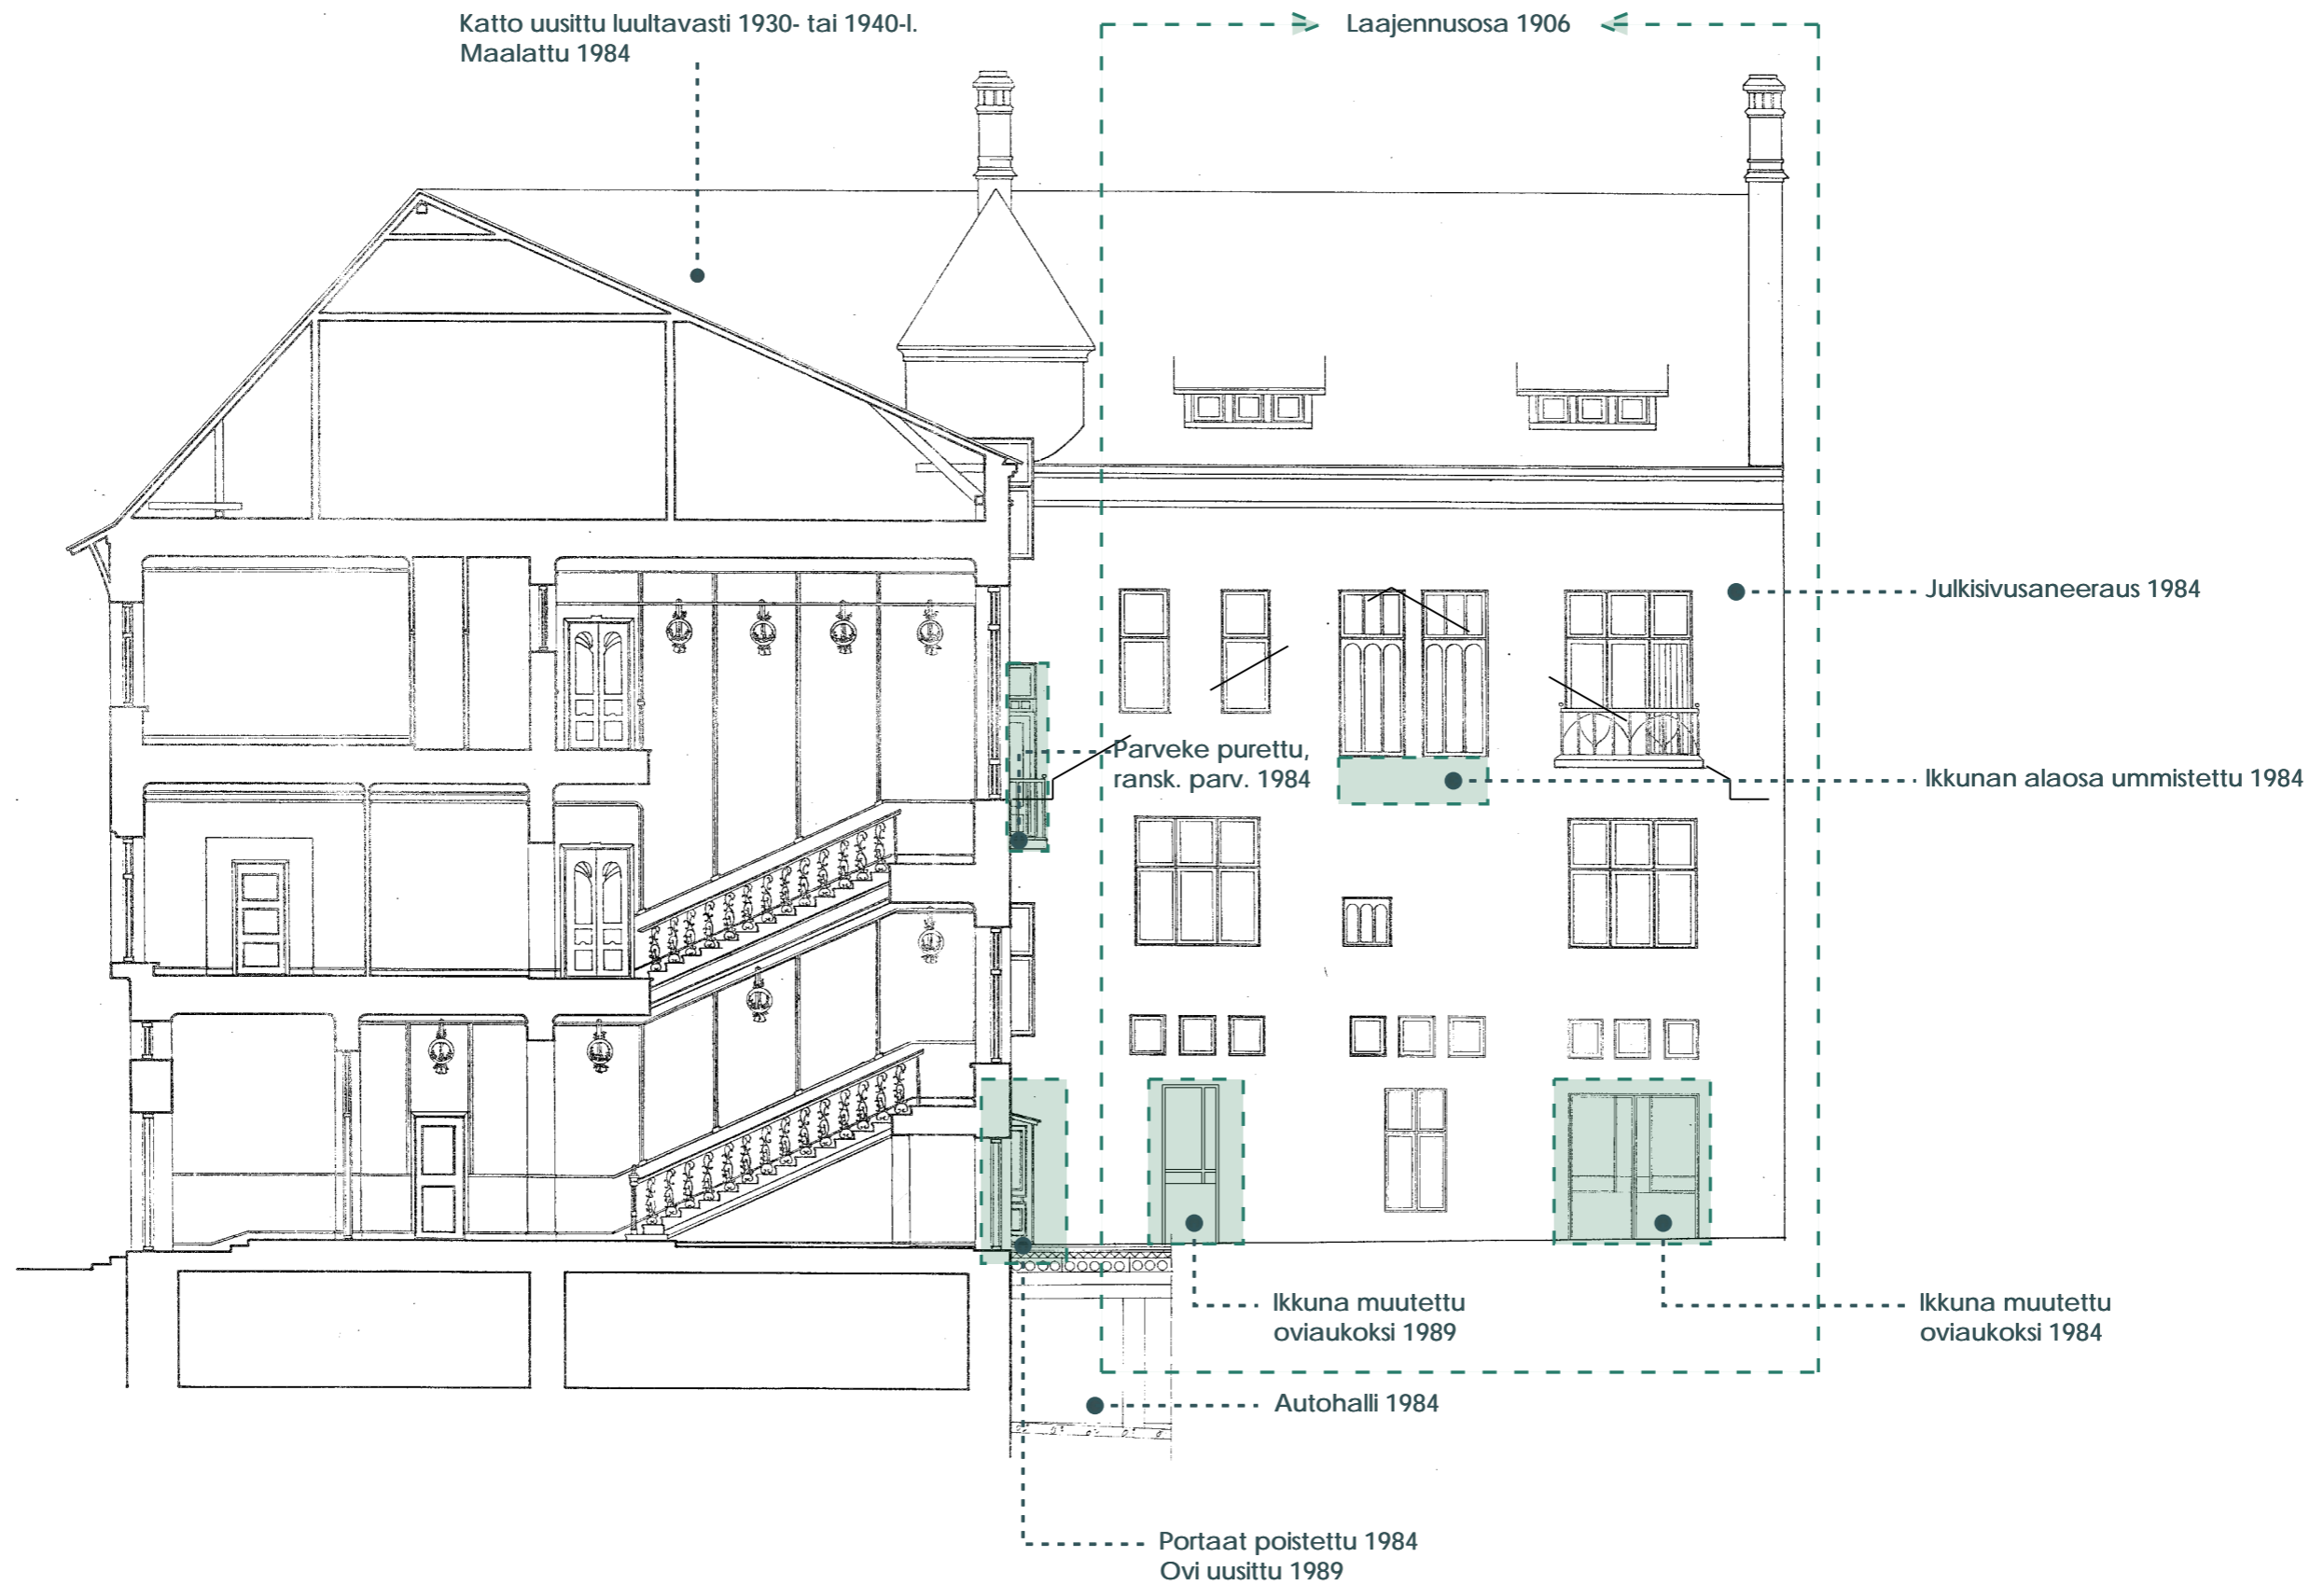 Katto uusittu luultavasti 1930- tai 1940-l.
Maalattu 1984
Laajennusosa 1906
Julkisivusaneeraus 1984
Parveke purettu,
ransk. parv. 1984
Ikkunan alaosa ummistettu 1984
Ikkuna muutettu
oviaukoksi 1989
Ikkuna muutettu
oviaukoksi 1984
Autohalli 1984
Portaat poistettu 1984
Ovi uusittu 1989